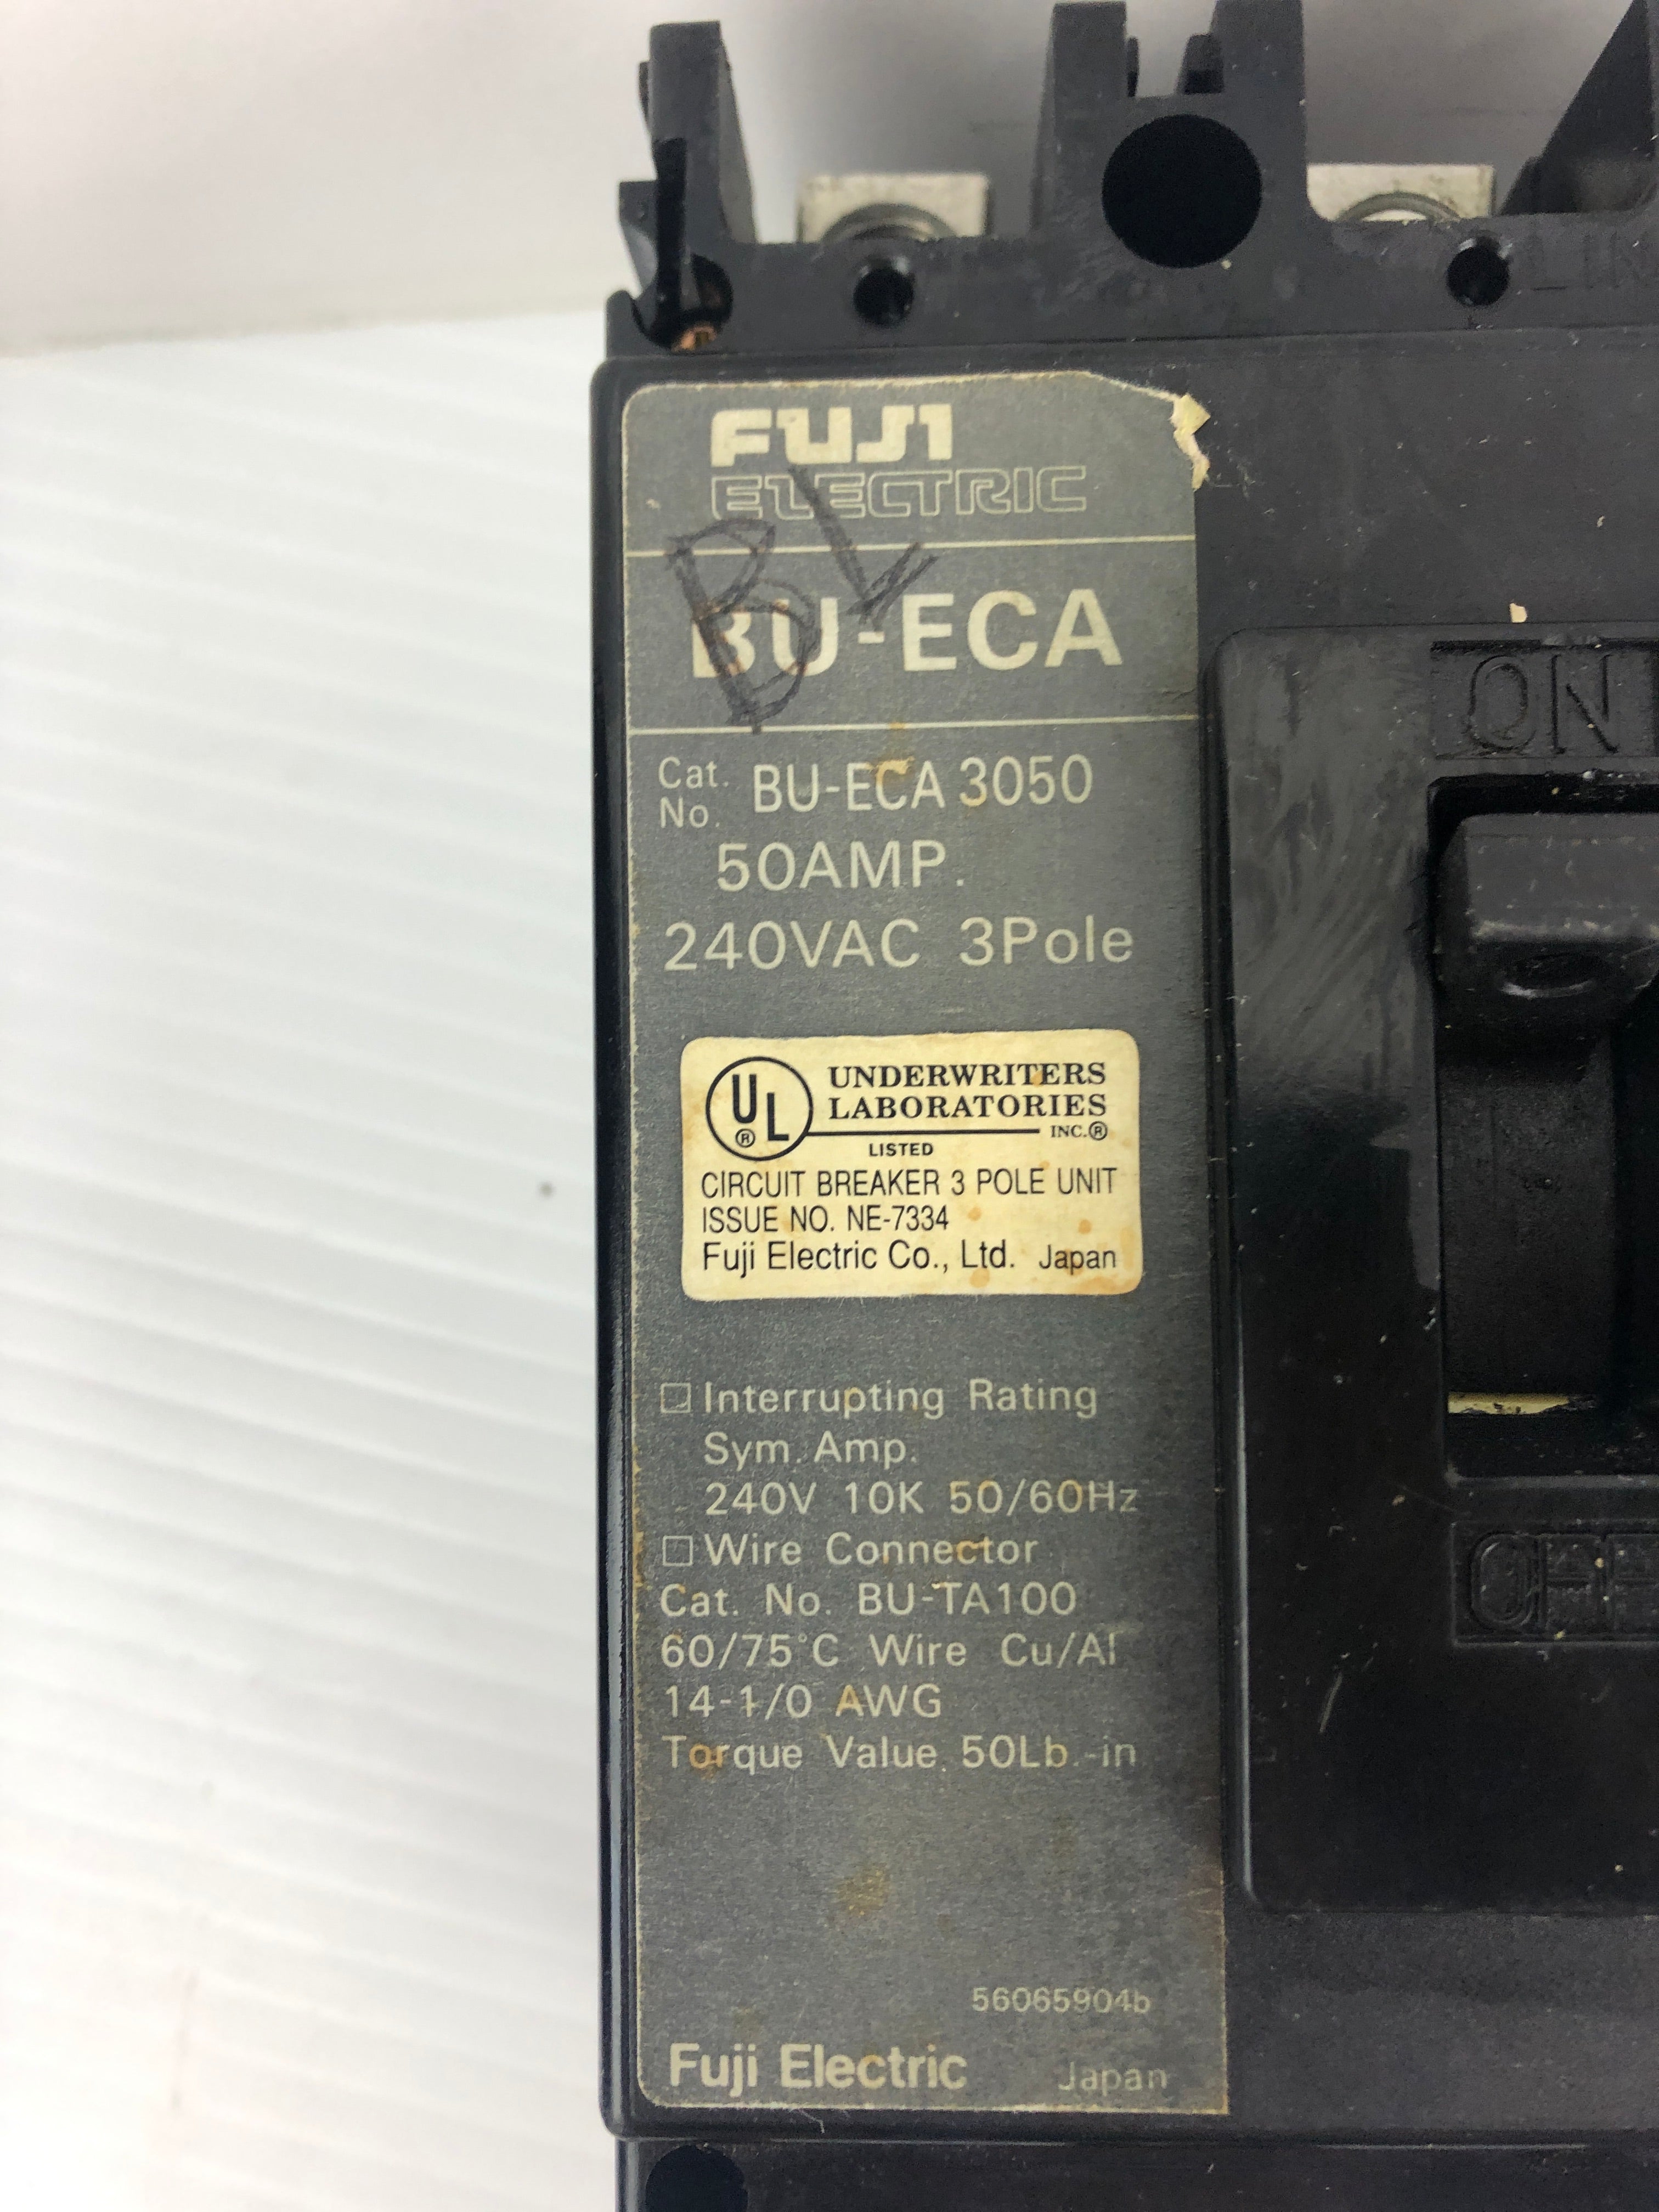 FUJI
ELECTRIC
BL
BU-ECA
Cat. No. BU-ECA 3050
50AMP.
240VAC 3Pole
UL® UNDERWRITERS
LABORATORIES
INC.®
LISTED
CIRCUIT BREAKER 3 POLE UNIT
ISSUE NO. NE-7334
Fuji Electric Co., Ltd. Japan
□ Interrupting Rating
Sym. Amp.
240V 10K 50/60Hz
□ Wire Connector
Cat. No. BU-TA100
60/75°C Wire Cu/Al
14-1/0 AWG
Torque Value. 50Lb.-in
56065904b
Fuji Electric Japan
ON